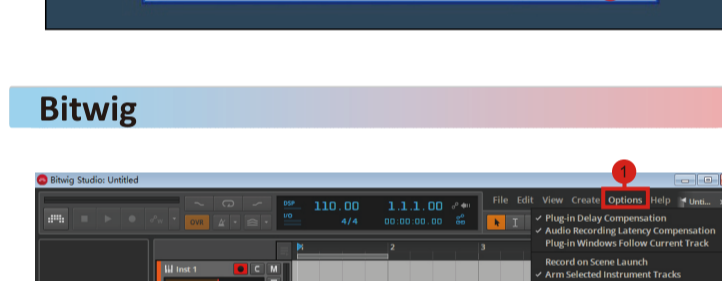 Bitwig
1
Bitwig Studio: Untitled
File Edit View Create Options Help Unti...
DSP 110.00 1.1.1.00
I/O 4/4 00:00:00.00
OVR
✓ Plug-in Delay Compensation
✓ Audio Recording Latency Compensation
Plug-in Windows Follow Current Track
2 3
Record on Scene Launch
Inst 1 C M
✓ Arm Selected Instrument Tracks